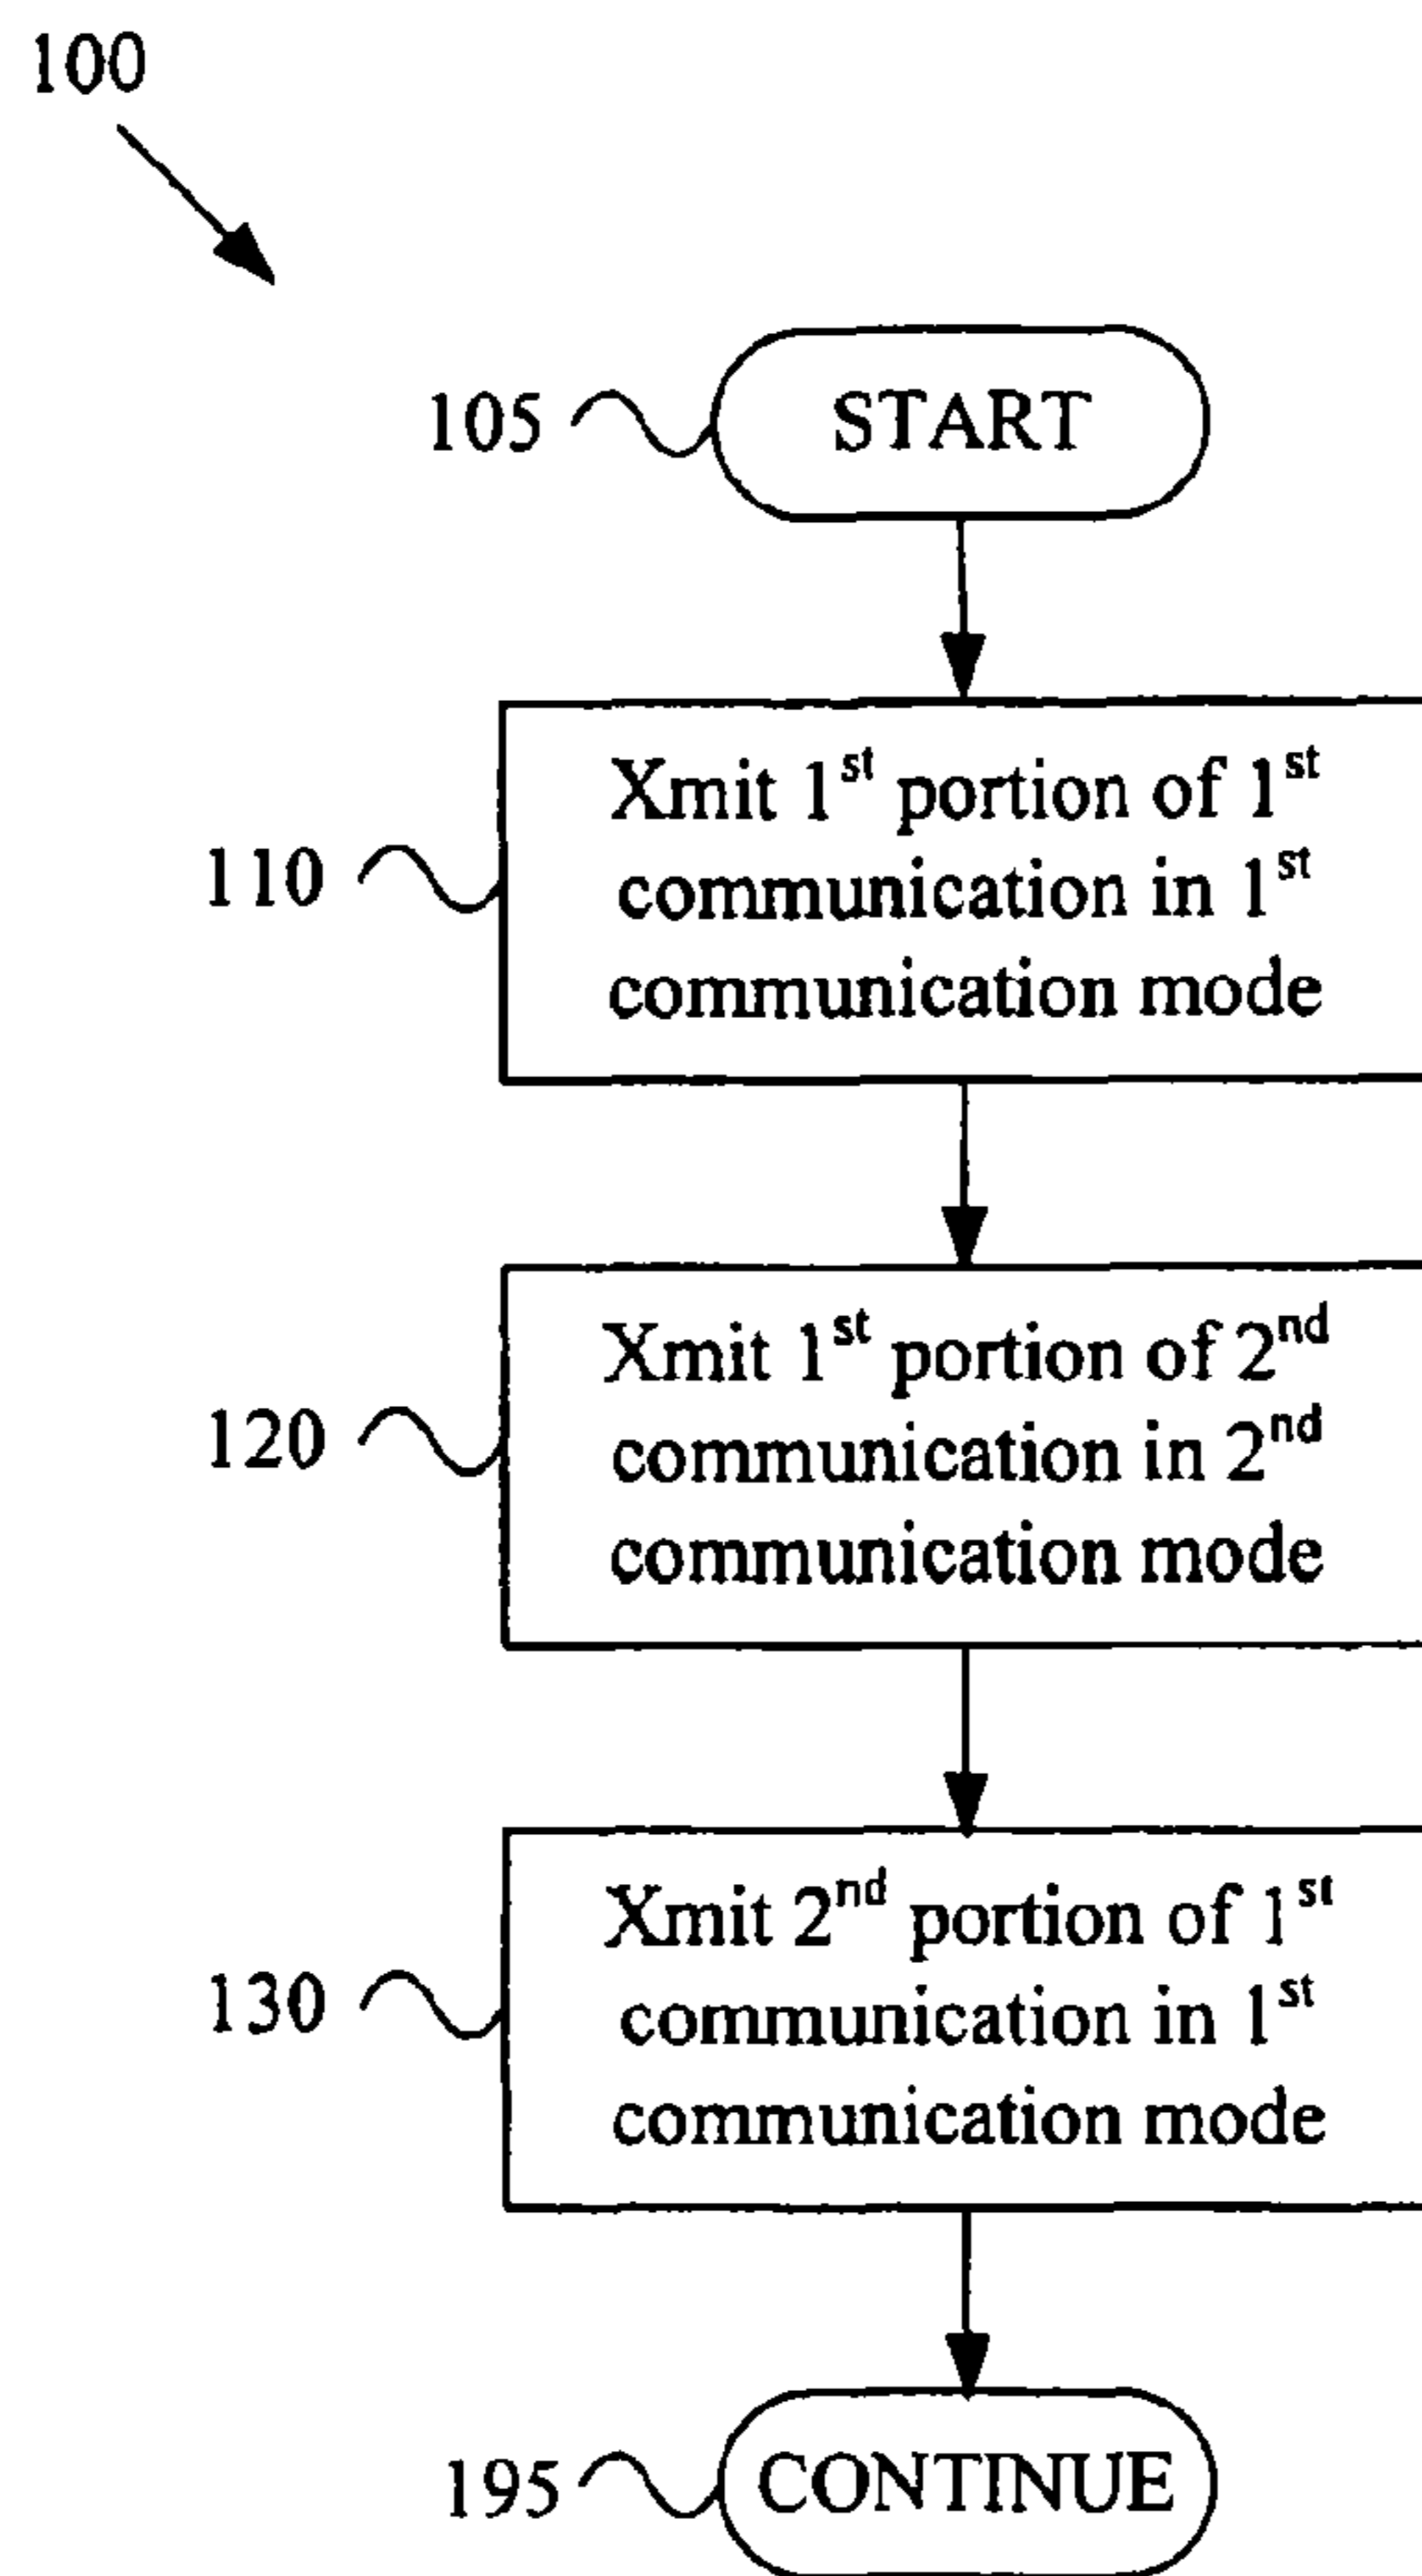 100
105 START
110
Xmit 1st portion of 1st
communication in 1st
communication mode
120
Xmit 1st portion of 2nd
communication in 2nd
communication mode
130
Xmit 2nd portion of 1st
communication in 1st
communication mode
195 CONTINUE